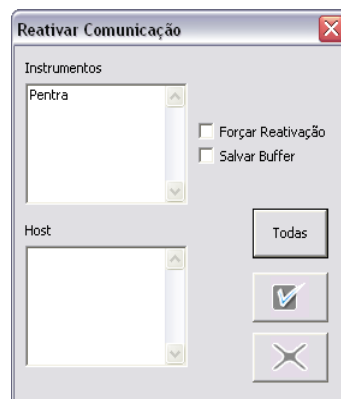 Reativar Comunicação
Instrumentos
Pentra
Forçar Reativação
Salvar Buffer
Host
Todas